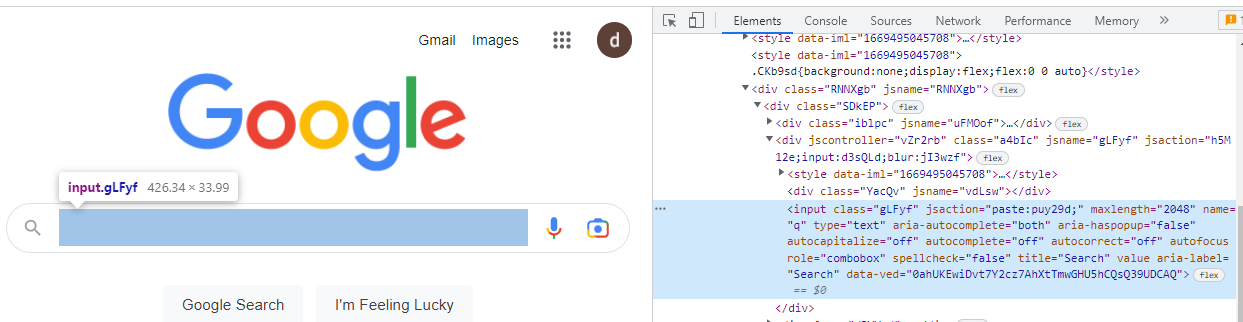 Gmail Images d
Google
input.gLFyf 426.34 × 33.99
Google Search I'm Feeling Lucky
Elements Console Sources Network Performance Memory » 1
<style data-iml="1669495045708">…</style>
<style data-iml="1669495045708">
.CKb9sd{background:none;display:flex;flex:0 0 auto}</style>
<div class="RNNXgb" jsname="RNNXgb"> flex
<div class="SDkEP"> flex
<div class="iblpc" jsname="uFMOof">…</div> flex
<div jscontroller="vZr2rb" class="a4bIc" jsname="gLFyf" jsaction="h5M
12e;input:d3sQLd;blur:jI3wzf"> flex
<style data-iml="1669495045708">…</style>
<div class="YacQv" jsname="vdLsw"></div>
<input class="gLFyf" jsaction="paste:puy29d;" maxlength="2048" name=
"q" type="text" aria-autocomplete="both" aria-haspopup="false"
autocapitalize="off" autocomplete="off" autocorrect="off" autofocus
role="combobox" spellcheck="false" title="Search" value aria-label=
"Search" data-ved="0ahUKEwiDvt7Y2cz7AhXtTmwGHU5hCQsQ39UDCAQ"> flex
== $0
</div>